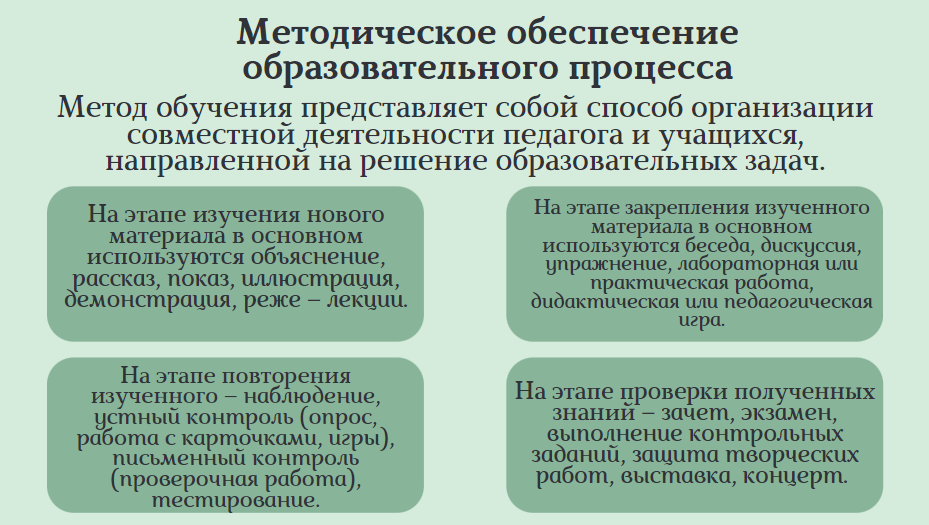 Методическое обеспечение
образовательного процесса
Метод обучения представляет собой способ организации
совместной деятельности педагога и учащихся,
направленной на решение образовательных задач.
На этапе изучения нового
материала в основном
используются объяснение,
рассказ, показ, иллюстрация,
демонстрация, реже – лекции.
На этапе закрепления изученного
материала в основном
используются беседа, дискуссия,
упражнение, лабораторная или
практическая работа,
дидактическая или педагогическая
игра.
На этапе повторения
изученного – наблюдение,
устный контроль (опрос,
работа с карточками, игры),
письменный контроль
(проверочная работа),
тестирование.
На этапе проверки полученных
знаний – зачет, экзамен,
выполнение контрольных
заданий, защита творческих
работ, выставка, концерт.